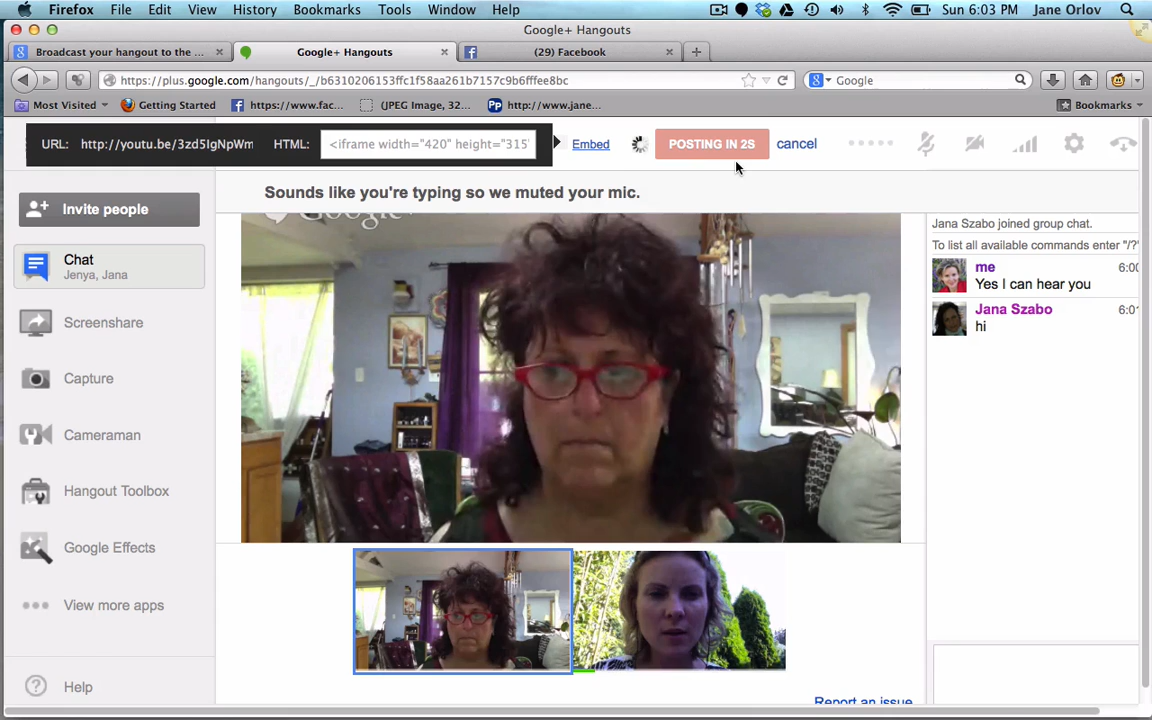 Firefox File Edit View History Bookmarks Tools Window Help Sun 6:03 PM Jane Orlov
Google+ Hangouts
Broadcast your hangout to the ... Google+ Hangouts (29) Facebook
https://plus.google.com/hangouts/_/b6310206153ffc1f58aa261b7157c9b6fffee8bc Google
Most Visited Getting Started https://www.fac... (JPEG Image, 32... http://www.jane... Bookmarks
URL: http://youtu.be/3zd5IgNpWm HTML: <iframe width="420" height="315" Embed POSTING IN 2S cancel
Sounds like you're typing so we muted your mic.
Invite people
Chat
Jenya, Jana
Screenshare
Capture
Cameraman
Hangout Toolbox
Google Effects
View more apps
Help
Google+
Jana Szabo joined group chat.
To list all available commands enter "/?"
me 6:00
Yes I can hear you
Jana Szabo 6:01
hi
Report an issue